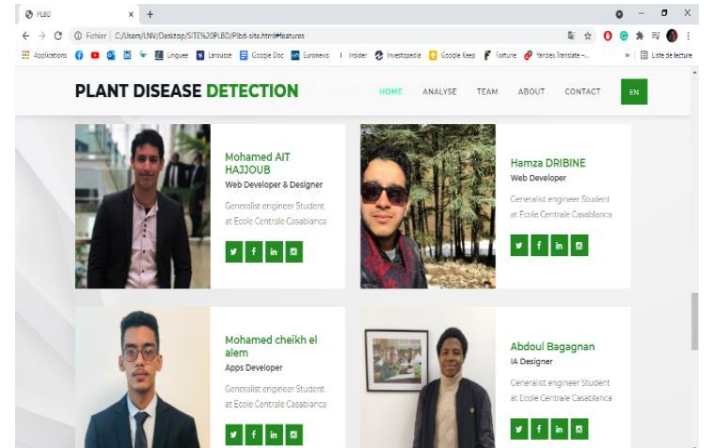 PLBD
Fichier | C:/Users/LNV/Desktop/SITE%20PLBD/Plbd-site.html#features
Applications Linguee Larousse Google Doc Euronews Insider Investopedia Google Keep Fortune Yandex.Translate –... » Liste de lecture
PLANT DISEASE DETECTION HOME ANALYSE TEAM ABOUT CONTACT EN
Mohamed AIT
HAJJOUB
Web Developer & Designer
Generalist engineer Student
at Ecole Centrale Casablanca
Hamza DRIBINE
Web Developer
Generalist engineer Student
at Ecole Centrale Casablanca
Mohamed cheikh el
alem
Apps Developer
Generalist engineer Student
at Ecole Centrale Casablanca
Abdoul Bagagnan
IA Designer
Generalist engineer Student
at Ecole Centrale Casablanca